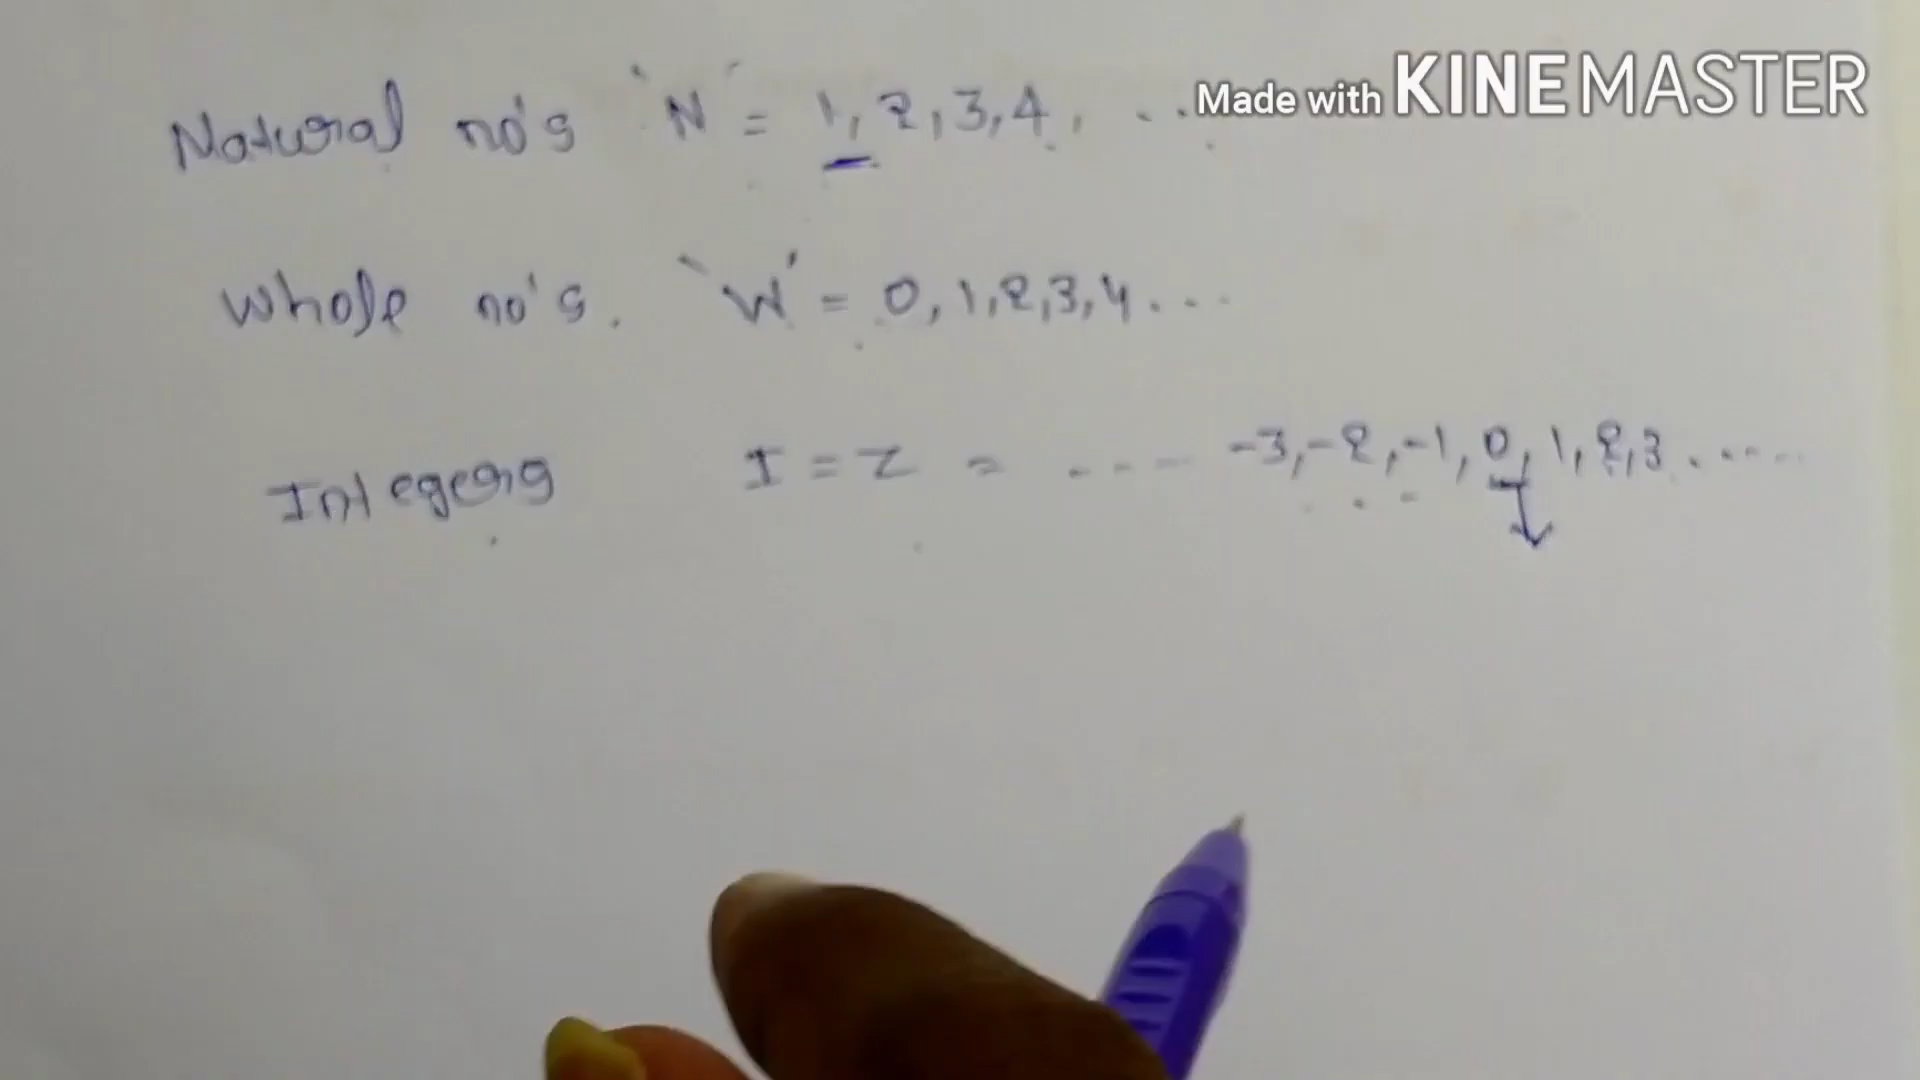 Natural no's 'N' = 1, 2, 3, 4, ...
Made with KINEMASTER
Whole no's. 'W' = 0, 1, 2, 3, 4...
Integers I = Z = ---- -3, -2, -1, 0, 1, 2, 3.....